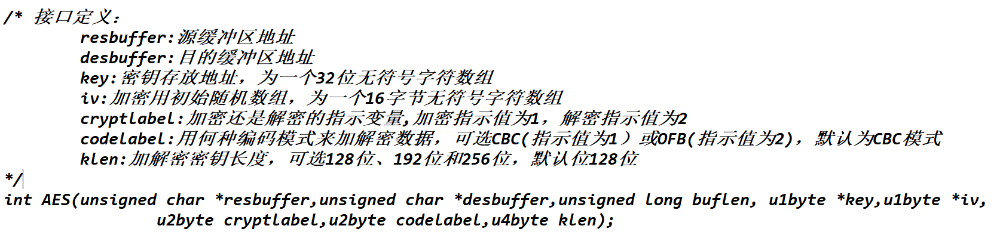 /* 接口定义：
resbuffer:源缓冲区地址
desbuffer:目的缓冲区地址
key:密钥存放地址，为一个32位无符号字符数组
iv:加密用初始随机数组，为一个16字节无符号字符数组
cryptlabel:加密还是解密的指示变量,加密指示值为1，解密指示值为2
codelabel:用何种编码模式来加解密数据，可选CBC(指示值为1）或OFB(指示值为2)，默认为CBC模式
klen:加解密密钥长度，可选128位、192位和256位，默认位128位
*/
int AES(unsigned char *resbuffer,unsigned char *desbuffer,unsigned long buflen, u1byte *key,u1byte *iv,
u2byte cryptlabel,u2byte codelabel,u4byte klen);